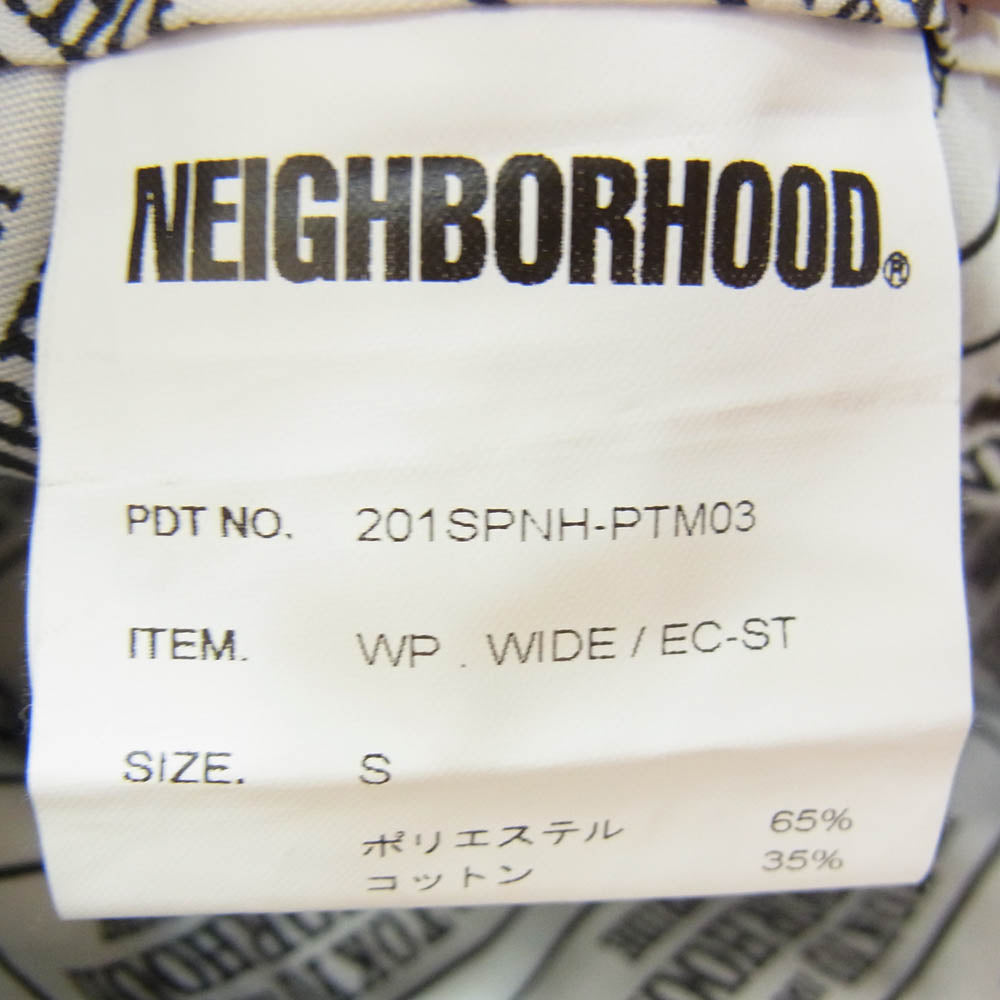 NEIGHBORHOOD®
PDT NO. 201SPNH-PTM03
ITEM. WP . WIDE / EC-ST
SIZE. S
ポリエステル 65%
コットン 35%